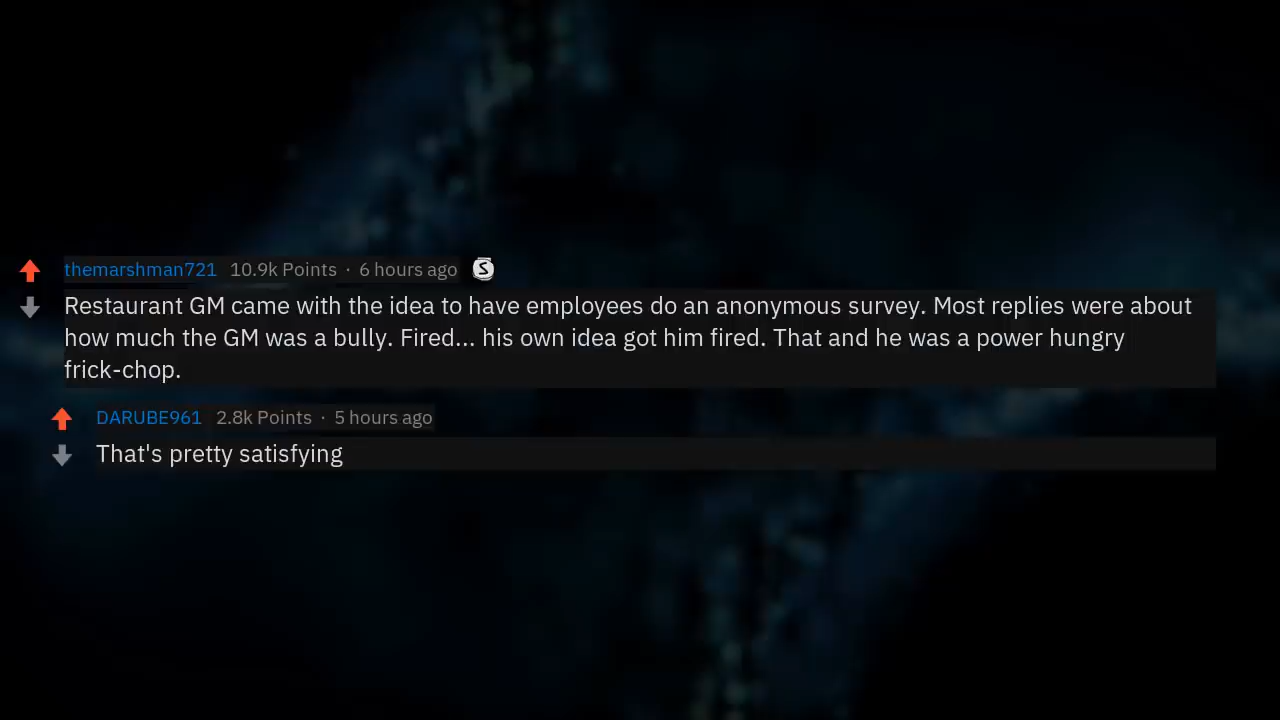 themarshman721 10.9k Points · 6 hours ago S
Restaurant GM came with the idea to have employees do an anonymous survey. Most replies were about
how much the GM was a bully. Fired... his own idea got him fired. That and he was a power hungry
frick-chop.
DARUBE961 2.8k Points · 5 hours ago
That's pretty satisfying